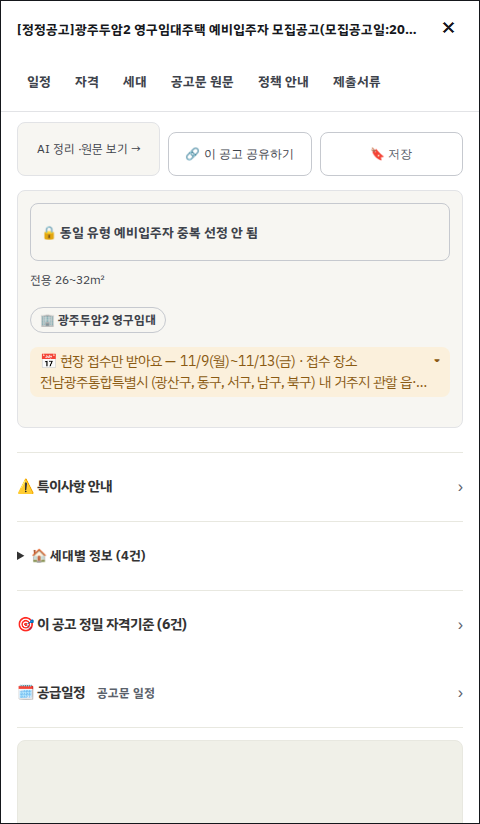 [정정공고]광주두암2 영구임대주택 예비입주자 모집공고(모집공고일:20...
일정 자격 세대 공고문 원문 정책 안내 제출서류
AI 정리 ·원문 보기 →
이 공고 공유하기
저장
동일 유형 예비입주자 중복 선정 안 됨
전용 26~32m²
광주두암2 영구임대
현장 접수만 받아요 — 11/9(월)~11/13(금) · 접수 장소
전남광주통합특별시 (광산구, 동구, 서구, 남구, 북구) 내 거주지 관할 읍·...
특이사항 안내
세대별 정보 (4건)
이 공고 정밀 자격기준 (6건)
공급일정 공고문 일정